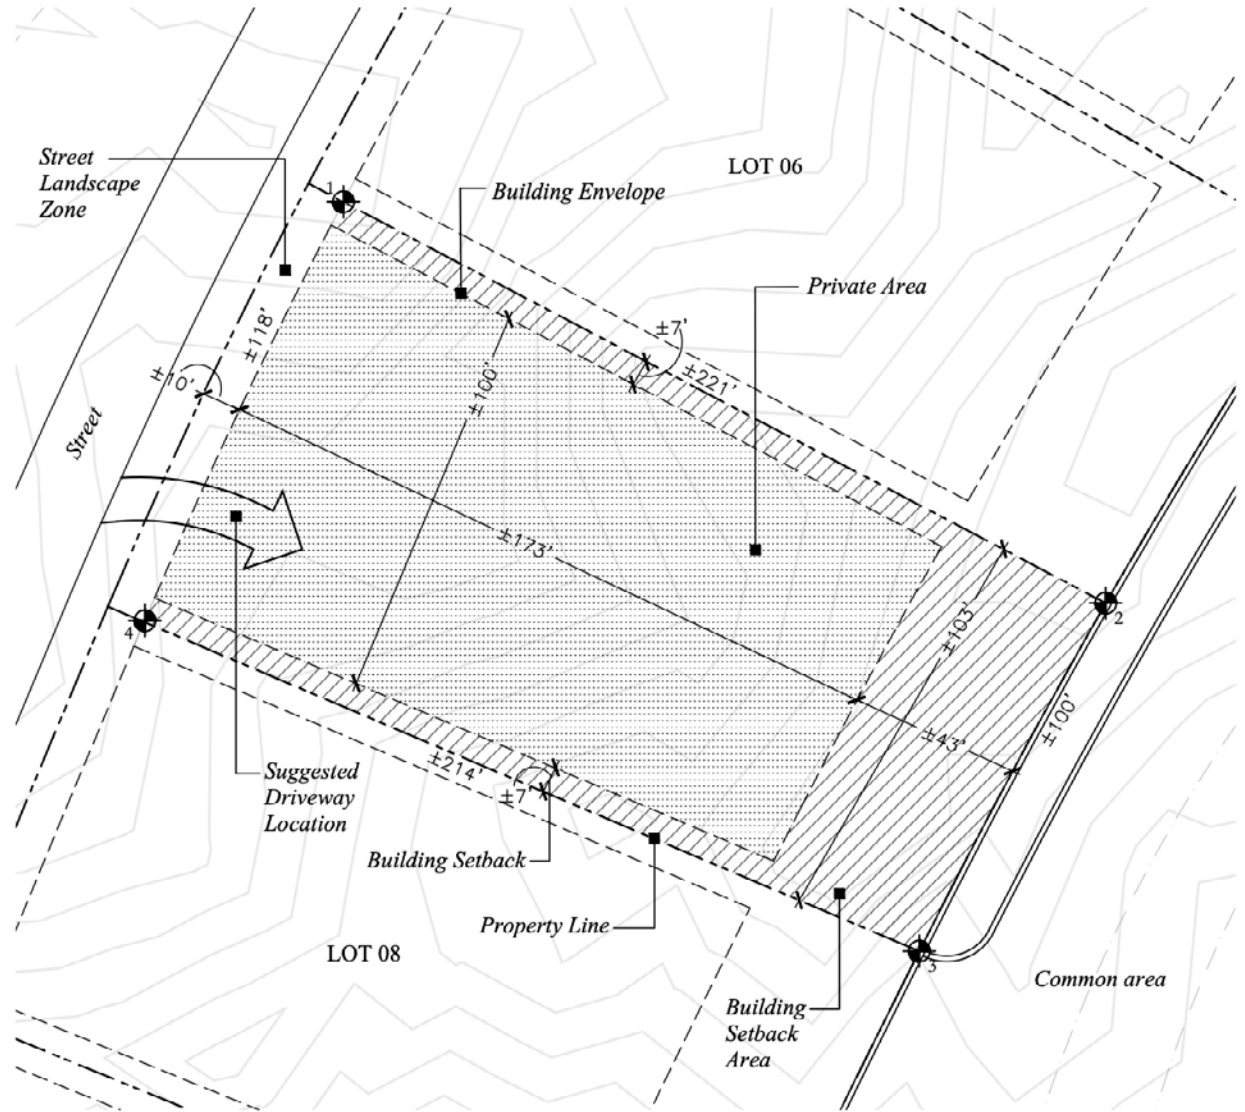 Street
Landscape
Zone
1
LOT 06
Building Envelope
Private Area
±118'
±7'
±221'
±10'
±100'
Street
±173'
±103'
2
4
±43'
±100'
±214'
±7'
Suggested
Driveway
Location
Building Setback
Property Line
LOT 08
3
Common area
Building
Setback
Area